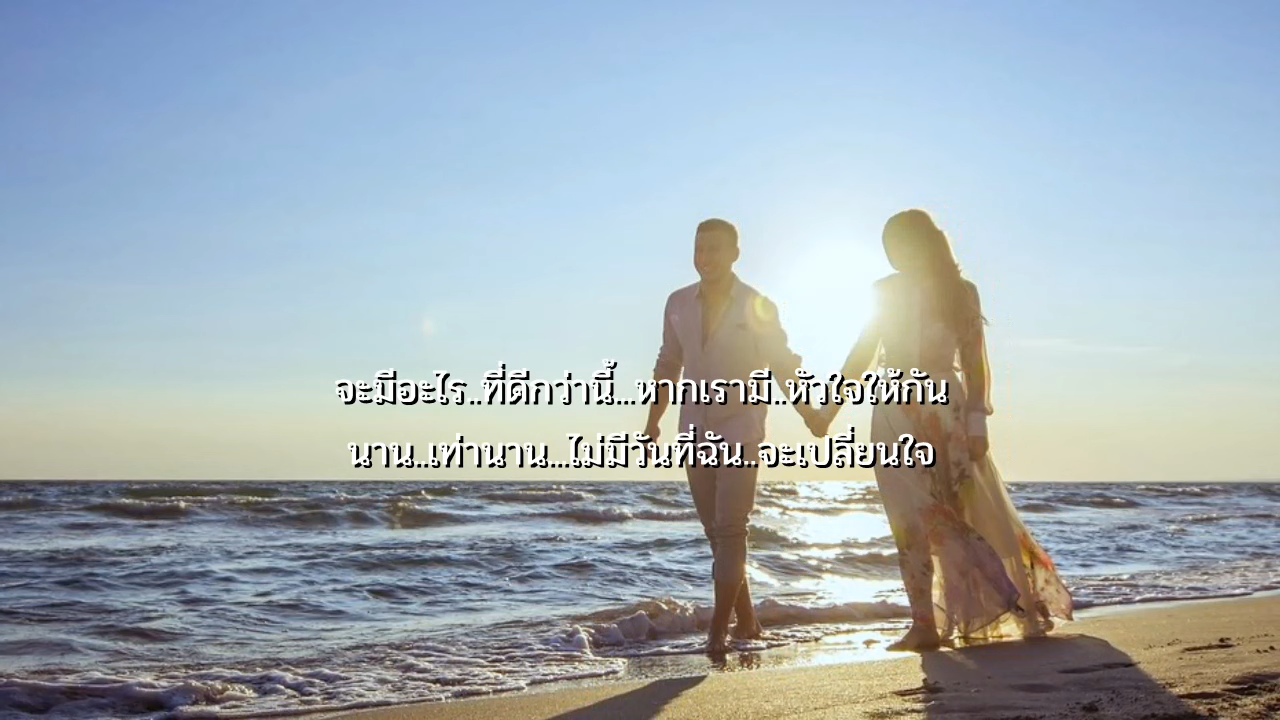 จะมีอะไร..ที่ดีกว่านี้...หากเรามี..หัวใจให้กัน
นาน..เท่านาน...ไม่มีวันที่ฉัน..จะเปลี่ยนใจ